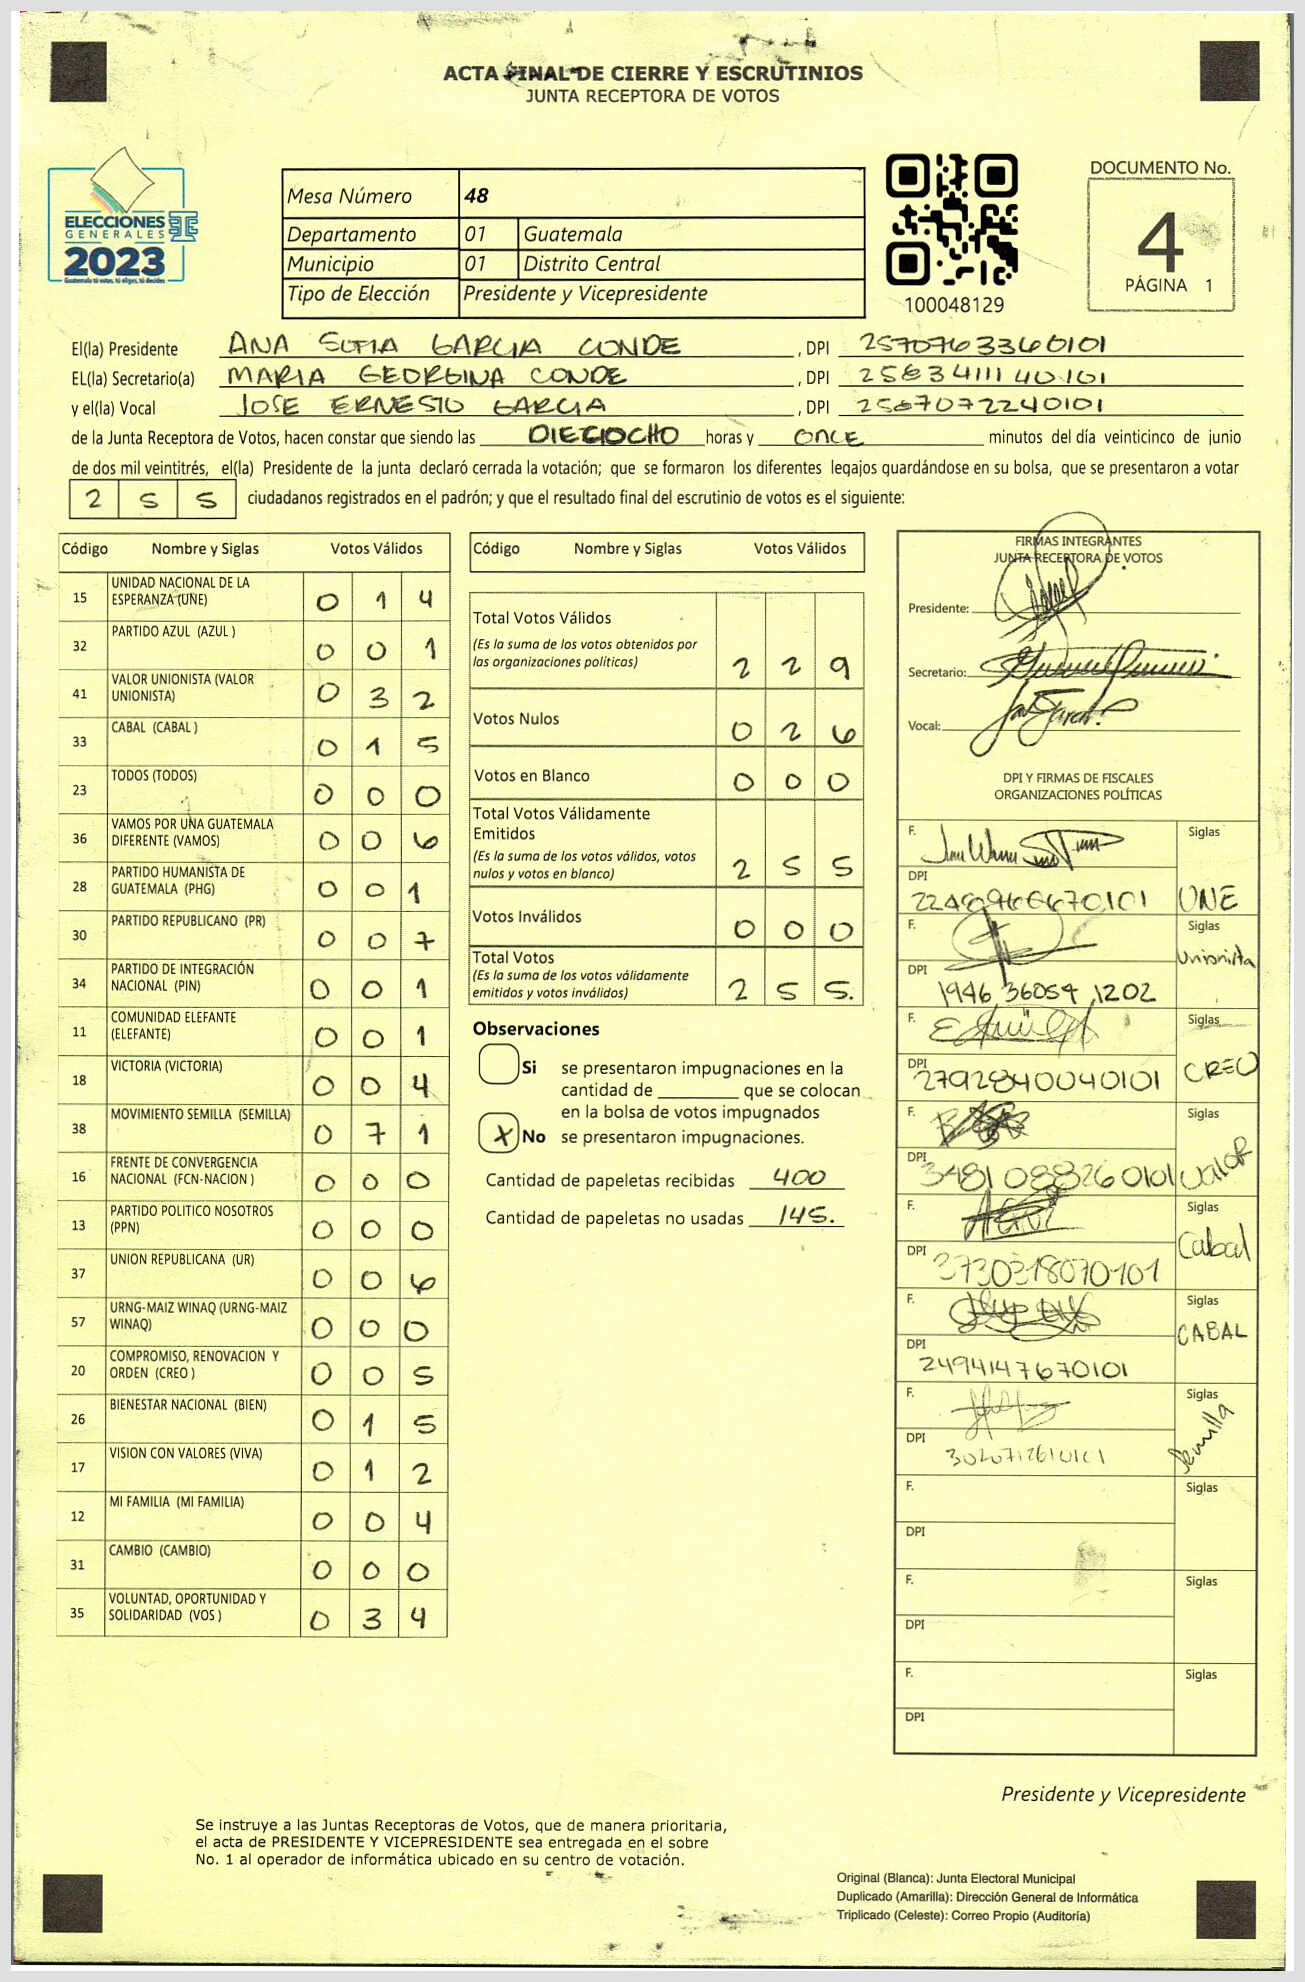 ACTA FINAL DE CIERRE Y ESCRUTINIOS
JUNTA RECEPTORA DE VOTOS
ELECCIONES
GENERALES
2023
Guatemala tú votas, tú eliges, tú decides
Mesa Número 48
Departamento 01 Guatemala
Municipio 01 Distrito Central
Tipo de Elección Presidente y Vicepresidente
100048129
DOCUMENTO No.
4
PÁGINA 1
El(la) Presidente ANA SOFIA GARCIA CONDE, DPI 2570763360101
EL(la) Secretario(a) MARIA GEORGINA CONDE, DPI 2563411140101
y el(la) Vocal JOSE ERNESTO GARCIA, DPI 2567072240101
de la Junta Receptora de Votos, hacen constar que siendo las DIECIOCHO horas y ONCE minutos del día veinticinco de junio
de dos mil veintitrés, el(la) Presidente de la junta declaró cerrada la votación; que se formaron los diferentes legajos guardándose en su bolsa, que se presentaron a votar
2 5 5 ciudadanos registrados en el padrón; y que el resultado final del escrutinio de votos es el siguiente:
Código Nombre y Siglas Votos Válidos
15 UNIDAD NACIONAL DE LA ESPERANZA (UNE) 0 1 4
32 PARTIDO AZUL (AZUL ) 0 0 1
41 VALOR UNIONISTA (VALOR UNIONISTA) 0 3 2
33 CABAL (CABAL ) 0 1 5
23 TODOS (TODOS) 0 0 0
36 VAMOS POR UNA GUATEMALA DIFERENTE (VAMOS) 0 0 6
28 PARTIDO HUMANISTA DE GUATEMALA (PHG) 0 0 1
30 PARTIDO REPUBLICANO (PR) 0 0 7
34 PARTIDO DE INTEGRACIÓN NACIONAL (PIN) 0 0 1
11 COMUNIDAD ELEFANTE (ELEFANTE) 0 0 1
18 VICTORIA (VICTORIA) 0 0 4
38 MOVIMIENTO SEMILLA (SEMILLA) 0 7 1
16 FRENTE DE CONVERGENCIA NACIONAL (FCN-NACION ) 0 0 0
13 PARTIDO POLITICO NOSOTROS (PPN) 0 0 0
37 UNION REPUBLICANA (UR) 0 0 6
57 URNG-MAIZ WINAQ (URNG-MAIZ WINAQ) 0 0 0
20 COMPROMISO, RENOVACION Y ORDEN (CREO ) 0 0 5
26 BIENESTAR NACIONAL (BIEN) 0 1 5
17 VISION CON VALORES (VIVA) 0 1 2
12 MI FAMILIA (MI FAMILIA) 0 0 4
31 CAMBIO (CAMBIO) 0 0 0
35 VOLUNTAD, OPORTUNIDAD Y SOLIDARIDAD (VOS ) 0 3 4
Código Nombre y Siglas Votos Válidos
Total Votos Válidos
(Es la suma de los votos obtenidos por
las organizaciones políticas) 2 2 9
Votos Nulos 0 2 6
Votos en Blanco 0 0 0
Total Votos Válidamente
Emitidos
(Es la suma de los votos válidos, votos
nulos y votos en blanco) 2 5 5
Votos Inválidos 0 0 0
Total Votos
(Es la suma de los votos válidamente
emitidos y votos inválidos) 2 5 5.
Observaciones
Si se presentaron impugnaciones en la
cantidad de ________ que se colocan
en la bolsa de votos impugnados
X No se presentaron impugnaciones.
Cantidad de papeletas recibidas 400
Cantidad de papeletas no usadas 145.
FIRMAS INTEGRANTES
JUNTA RECEPTORA DE VOTOS
Presidente:
Secretario:
Vocal:
DPI Y FIRMAS DE FISCALES
ORGANIZACIONES POLÍTICAS
F. Siglas
DPI UNE
F. Siglas
Unionista
DPI 1946 36054 1202
F. Siglas
DPI 2792840040101 CREO
F. Siglas
DPI 3481088260101 Valor
F. Siglas
DPI 3730318070101 Cabal
F. Siglas
CABAL
DPI 2494147670101
F. Siglas
DPI Semilla
F. Siglas
DPI
F. Siglas
DPI
F. Siglas
DPI
Presidente y Vicepresidente
Se instruye a las Juntas Receptoras de Votos, que de manera prioritaria,
el acta de PRESIDENTE Y VICEPRESIDENTE sea entregada en el sobre
No. 1 al operador de informática ubicado en su centro de votación.
Original (Blanca): Junta Electoral Municipal
Duplicado (Amarilla): Dirección General de Informática
Triplicado (Celeste): Correo Propio (Auditoría)